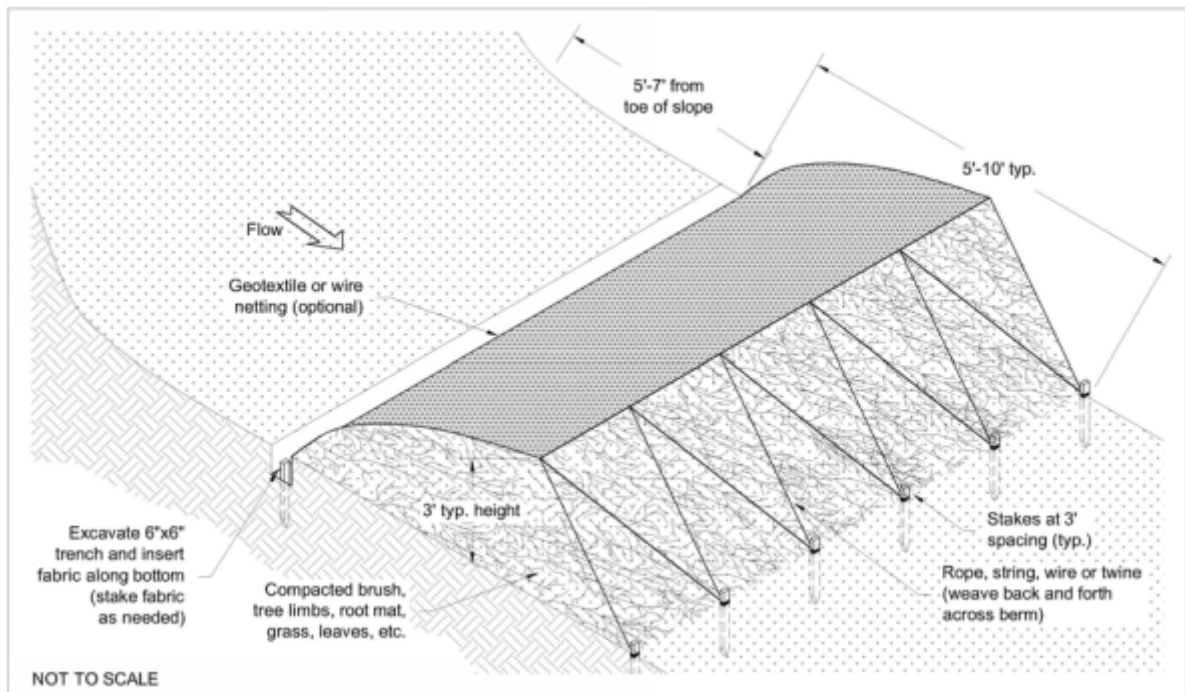 5'-7' from
toe of slope
5'-10' typ.
Flow
Geotextile or wire
netting (optional)
3' typ. height
Excavate 6"x6"
trench and insert
fabric along bottom
(stake fabric
as needed)
Compacted brush,
tree limbs, root mat,
grass, leaves, etc.
Stakes at 3'
spacing (typ.)
Rope, string, wire or twine
(weave back and forth
across berm)
NOT TO SCALE